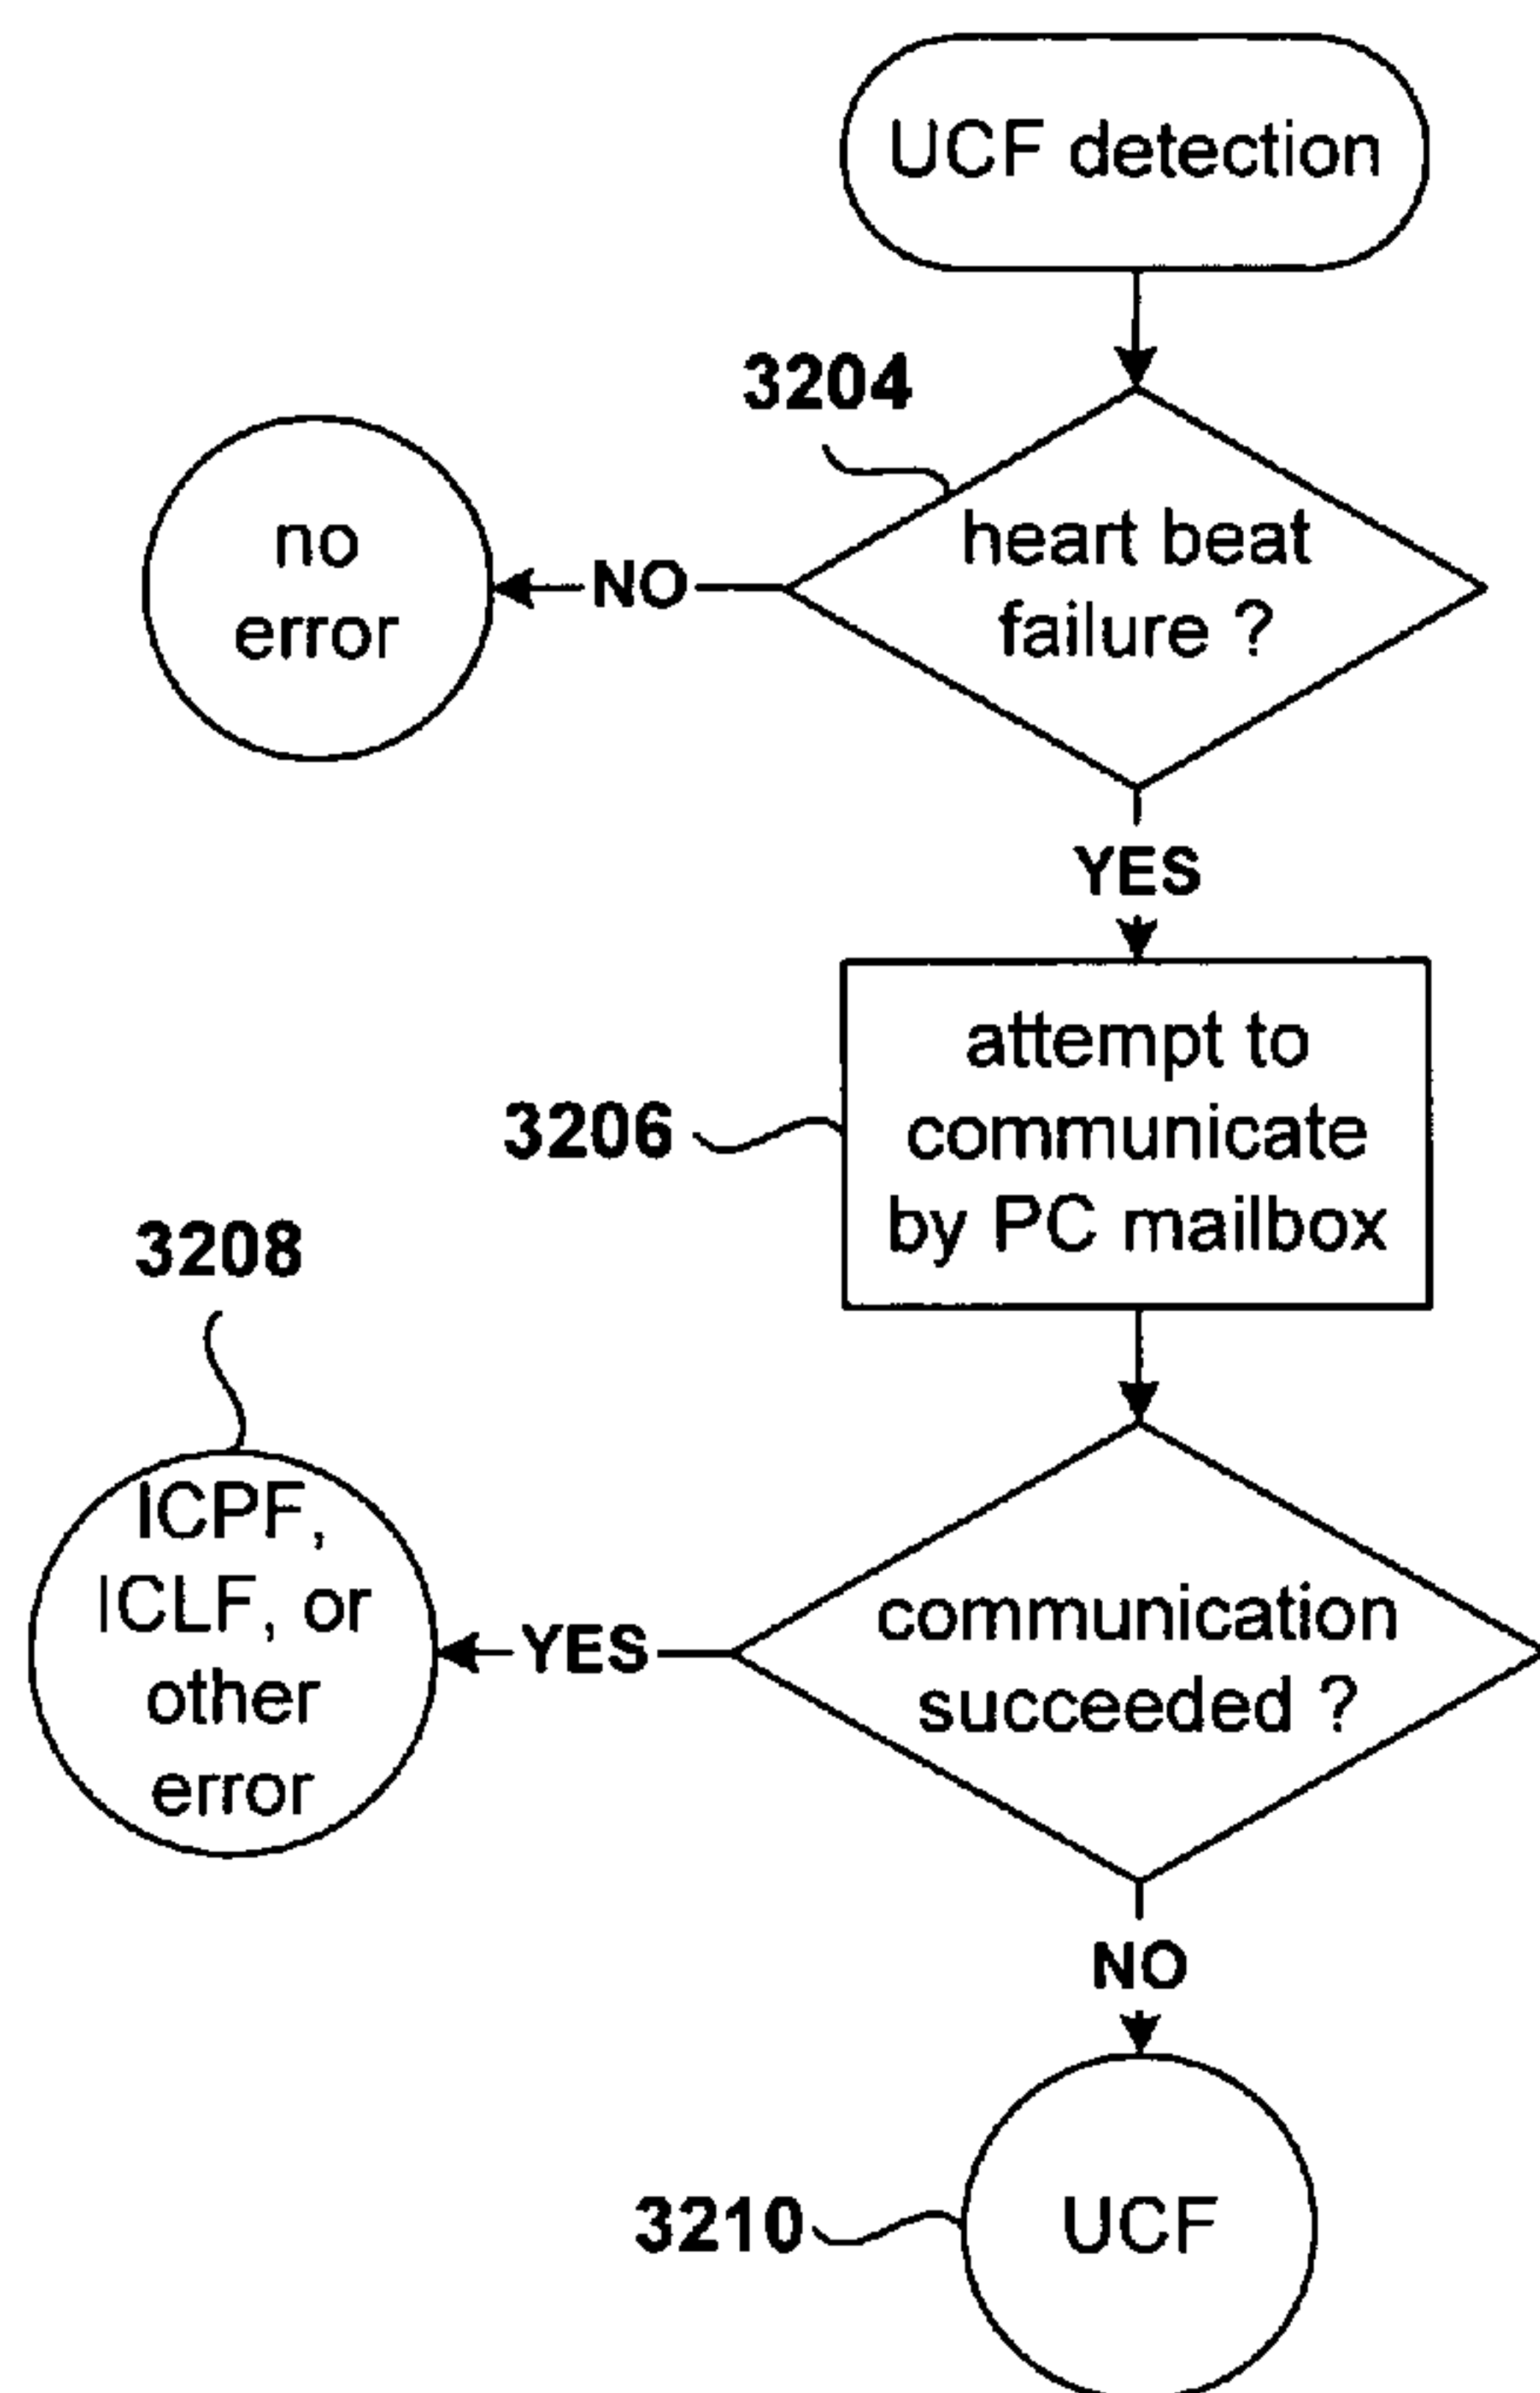 UCF detection
3204
heart beat
failure ?
NO
no
error
YES
attempt to
communicate
by PC mailbox
3206
3208
communication
succeeded ?
YES
ICPF,
ICLF, or
other
error
NO
3210
UCF